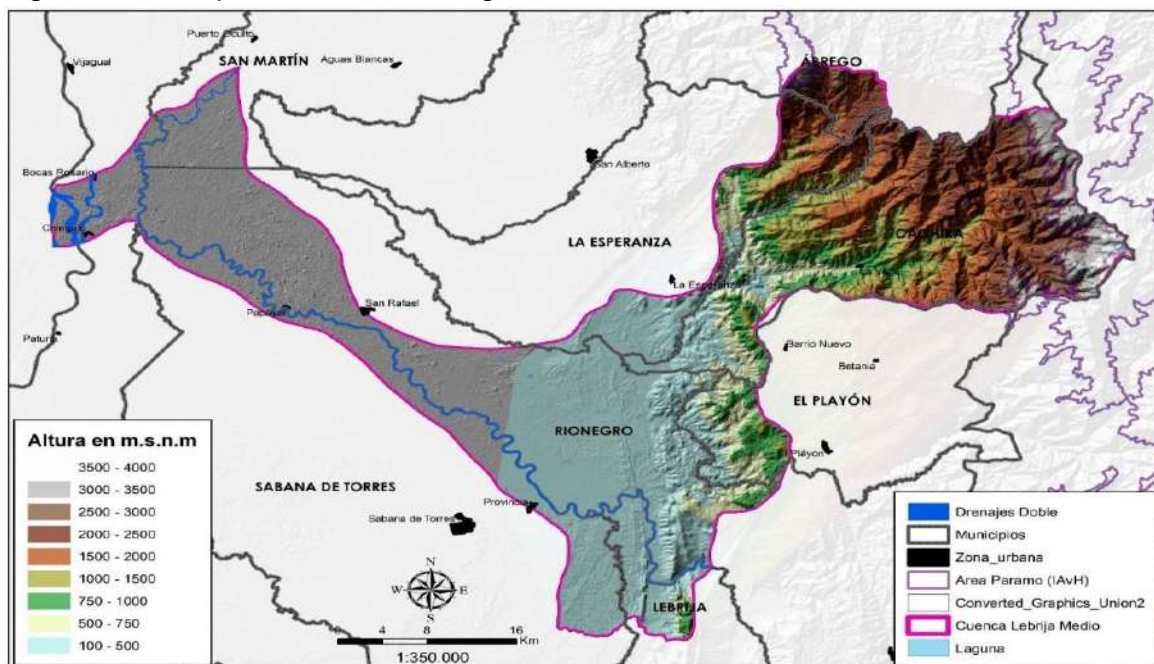 Puerto Oculto
SAN MARTÍN
Vijagual
Aguas Blancas
ÁBREGO
Bocas Rosario
San Alberto
LA ESPERANZA
CACHIRA
La Esperanza
San Rafael
Papayal
Paturia
Barrio Nuevo
Betania
EL PLAYÓN
RIONEGRO
El Playon
SABANA DE TORRES
Provincia
Sabana de Torres
LEBRIJA
N
W E
S
0 4 8 16
Km
1:350.000
Altura en m.s.n.m
3500 - 4000
3000 - 3500
2500 - 3000
2000 - 2500
1500 - 2000
1000 - 1500
750 - 1000
500 - 750
100 - 500
Drenajes Doble
Municipios
Zona_urbana
Area Paramo (IAvH)
Converted_Graphics_Union2
Cuenca Lebrija Medio
Laguna